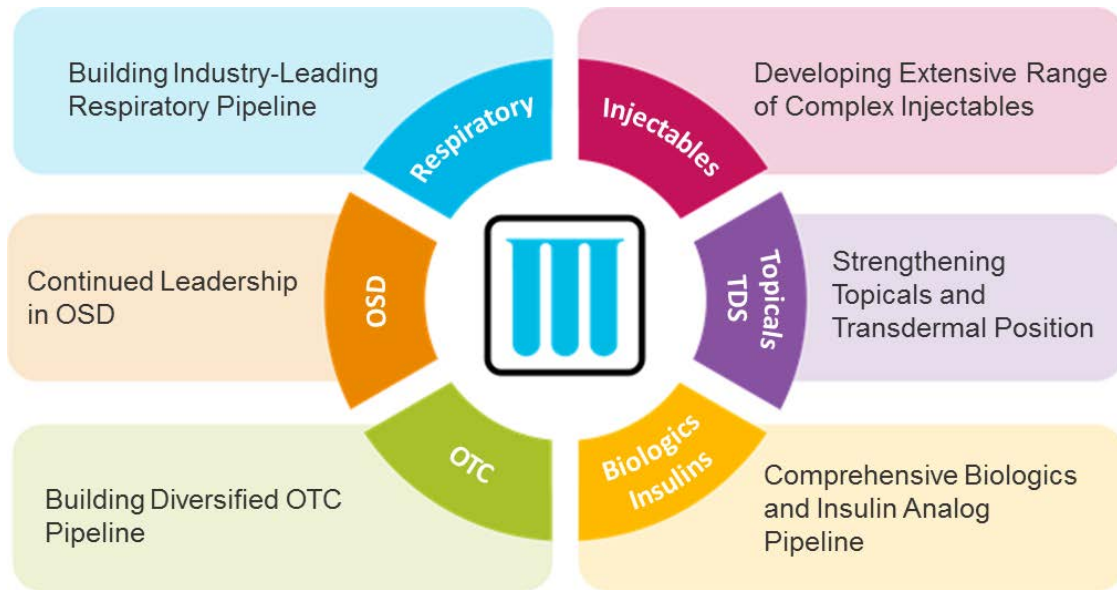 Building Industry-Leading
Respiratory Pipeline
Respiratory
Injectables
Developing Extensive Range
of Complex Injectables
Continued Leadership
in OSD
OSD
Topicals
TDS
Strengthening
Topicals and
Transdermal Position
Building Diversified OTC
Pipeline
OTC
Biologics
Insulins
Comprehensive Biologics
and Insulin Analog
Pipeline